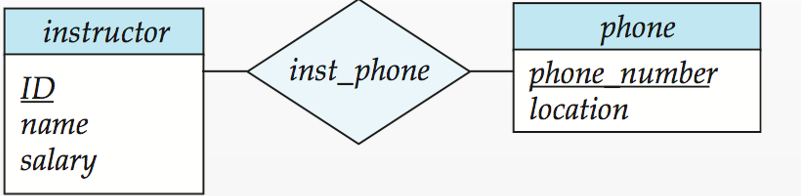 instructor
ID
name
salary
inst_phone
phone
phone_number
location